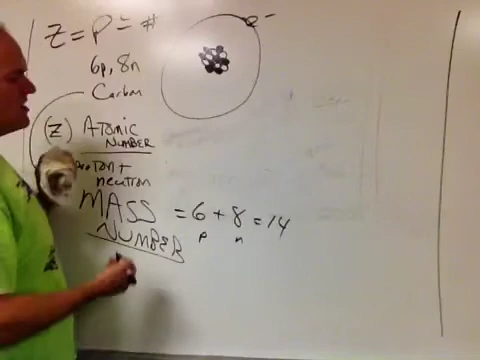 Z = P = #
e-
6p, 8n
Carbon
(Z) Atomic
Number
proton +
neutron
MASS = 6 + 8 = 14
NUMBER P n